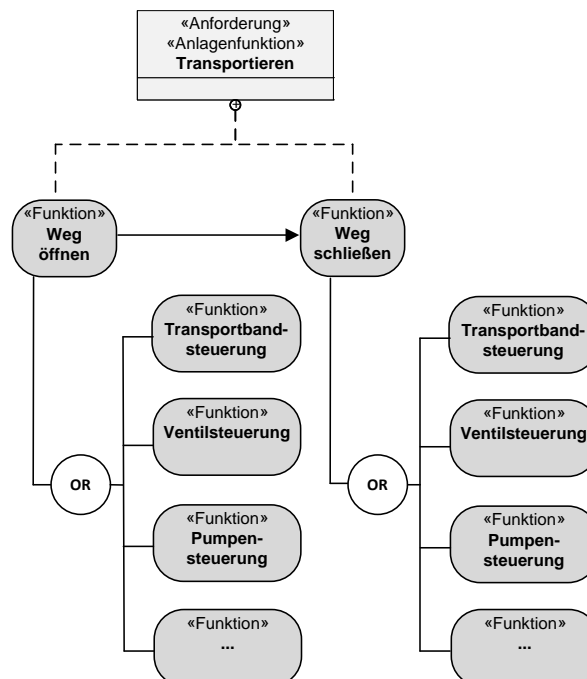 «Anforderung»
«Anlagenfunktion»
Transportieren
«Funktion»
Weg
öffnen
«Funktion»
Weg
schließen
«Funktion»
Transportband-
steuerung
«Funktion»
Ventilsteuerung
OR
«Funktion»
Pumpen-
steuerung
«Funktion»
...
«Funktion»
Transportband-
steuerung
«Funktion»
Ventilsteuerung
OR
«Funktion»
Pumpen-
steuerung
«Funktion»
...